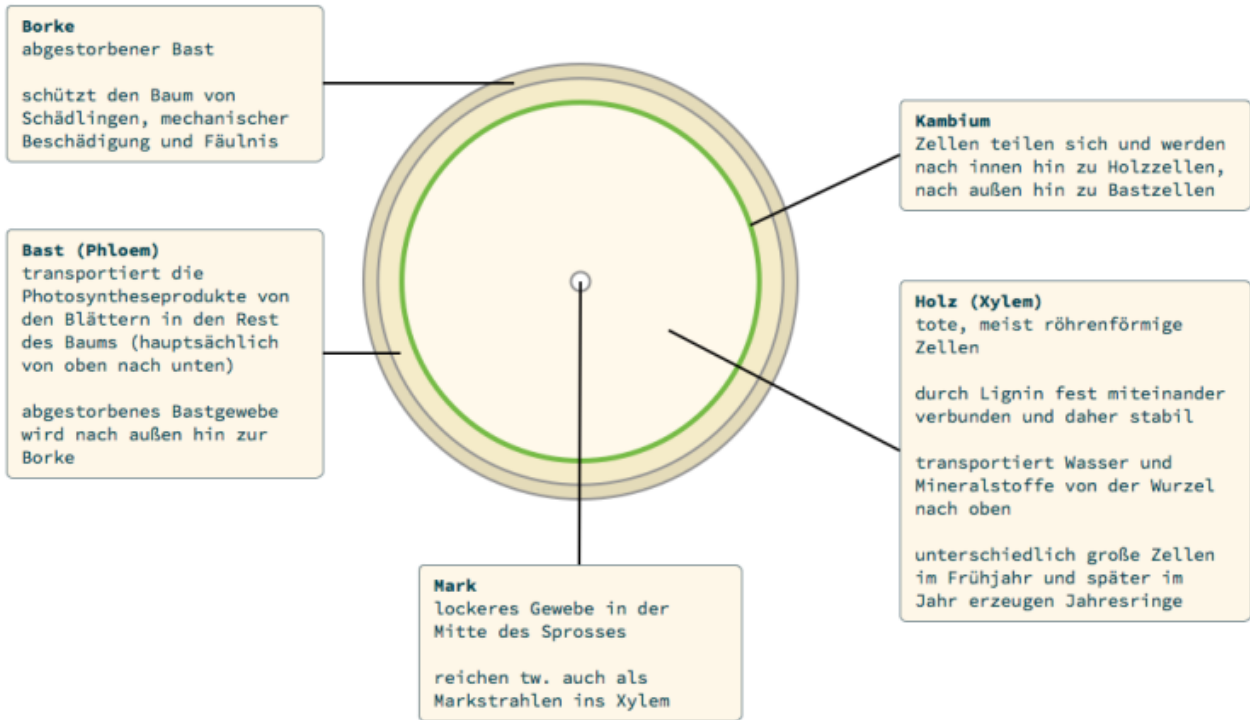 Borke
abgestorbener Bast
schützt den Baum von
Schädlingen, mechanischer
Beschädigung und Fäulnis
Bast (Phloem)
transportiert die
Photosyntheseprodukte von
den Blättern in den Rest
des Baums (hauptsächlich
von oben nach unten)
abgestorbenes Bastgewebe
wird nach außen hin zur
Borke
Mark
lockeres Gewebe in der
Mitte des Sprosses
reichen tw. auch als
Markstrahlen ins Xylem
Kambium
Zellen teilen sich und werden
nach innen hin zu Holzzellen,
nach außen hin zu Bastzellen
Holz (Xylem)
tote, meist röhrenförmige
Zellen
durch Lignin fest miteinander
verbunden und daher stabil
transportiert Wasser und
Mineralstoffe von der Wurzel
nach oben
unterschiedlich große Zellen
im Frühjahr und später im
Jahr erzeugen Jahresringe